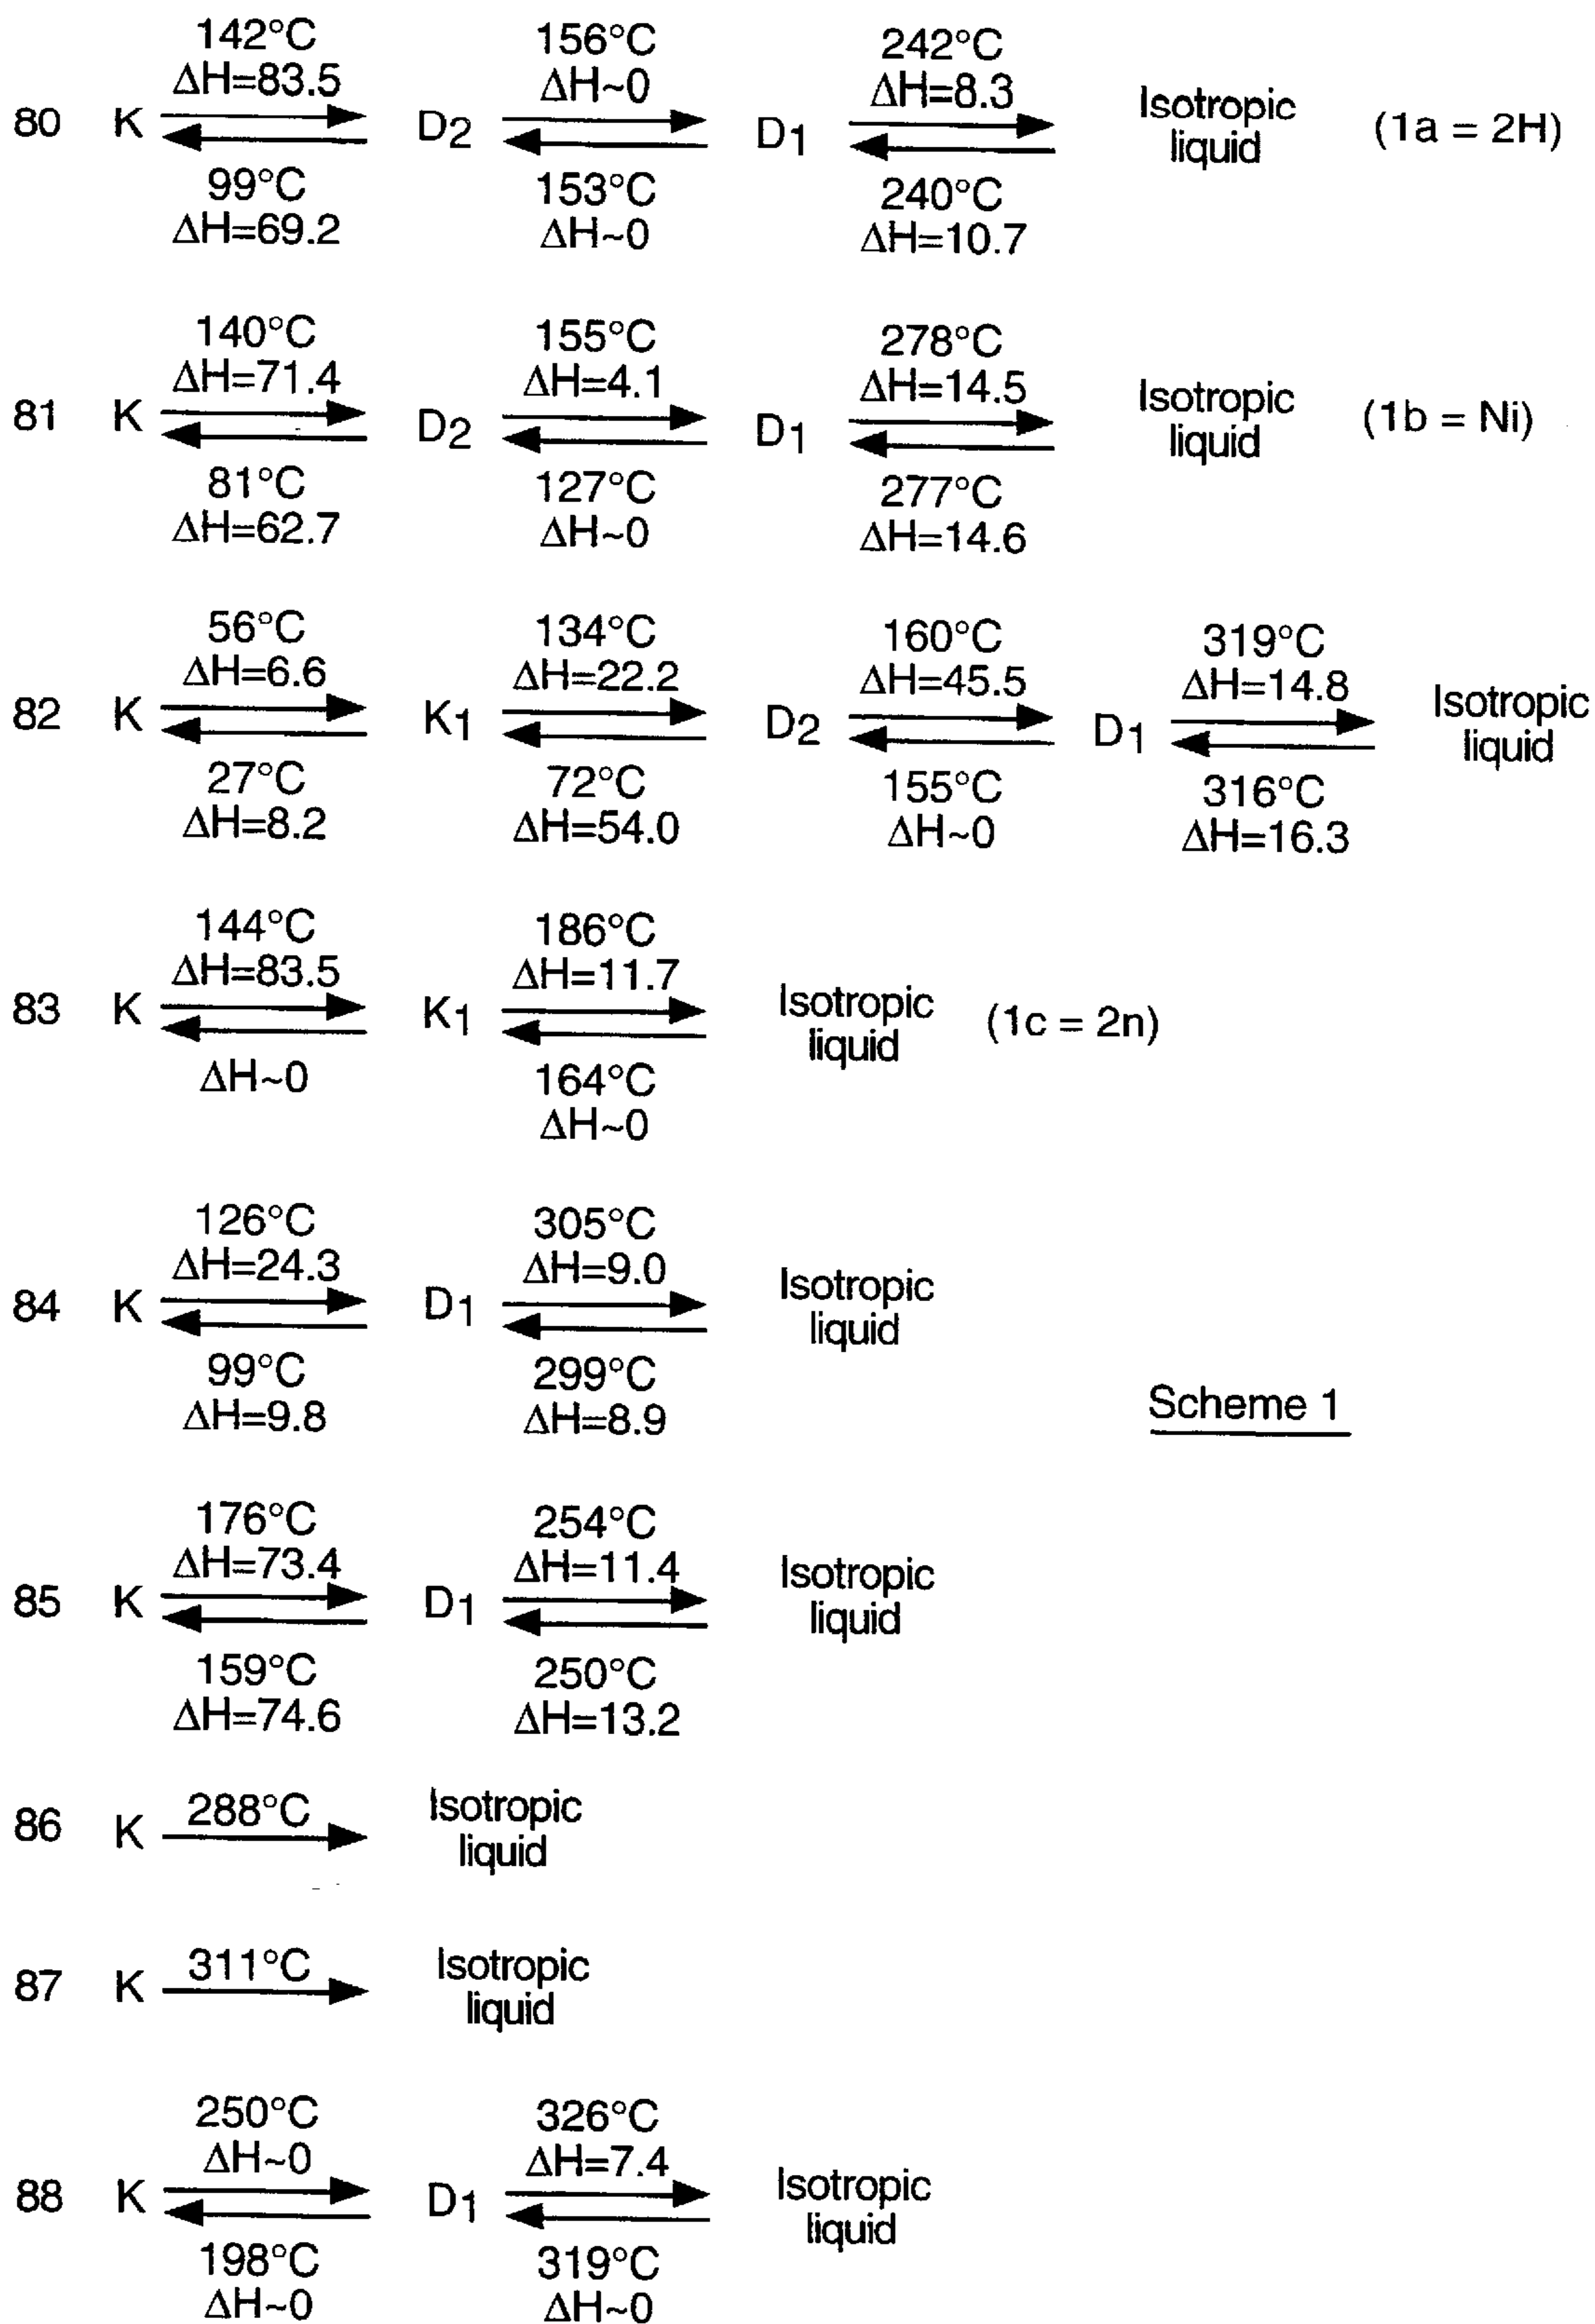 142°C 156°C 242°C
ΔH=83.5 ΔH~0 ΔH=8.3
80 K D2 D1 Isotropic liquid (1a = 2H)
99°C 153°C 240°C
ΔH=69.2 ΔH~0 ΔH=10.7
140°C 155°C 278°C
ΔH=71.4 ΔH=4.1 ΔH=14.5
81 K D2 D1 Isotropic liquid (1b = Ni)
81°C 127°C 277°C
ΔH=62.7 ΔH~0 ΔH=14.6
56°C 134°C 160°C 319°C
ΔH=6.6 ΔH=22.2 ΔH=45.5 ΔH=14.8
82 K K1 D2 D1 Isotropic liquid
27°C 72°C 155°C 316°C
ΔH=8.2 ΔH=54.0 ΔH~0 ΔH=16.3
144°C 186°C
ΔH=83.5 ΔH=11.7
83 K K1 Isotropic liquid (1c = 2n)
164°C
ΔH~0 ΔH~0
126°C 305°C
ΔH=24.3 ΔH=9.0
84 K D1 Isotropic liquid
99°C 299°C
ΔH=9.8 ΔH=8.9
Scheme 1
176°C 254°C
ΔH=73.4 ΔH=11.4
85 K D1 Isotropic liquid
159°C 250°C
ΔH=74.6 ΔH=13.2
86 K 288°C Isotropic liquid
87 K 311°C Isotropic liquid
250°C 326°C
ΔH~0 ΔH=7.4
88 K D1 Isotropic liquid
198°C 319°C
ΔH~0 ΔH~0